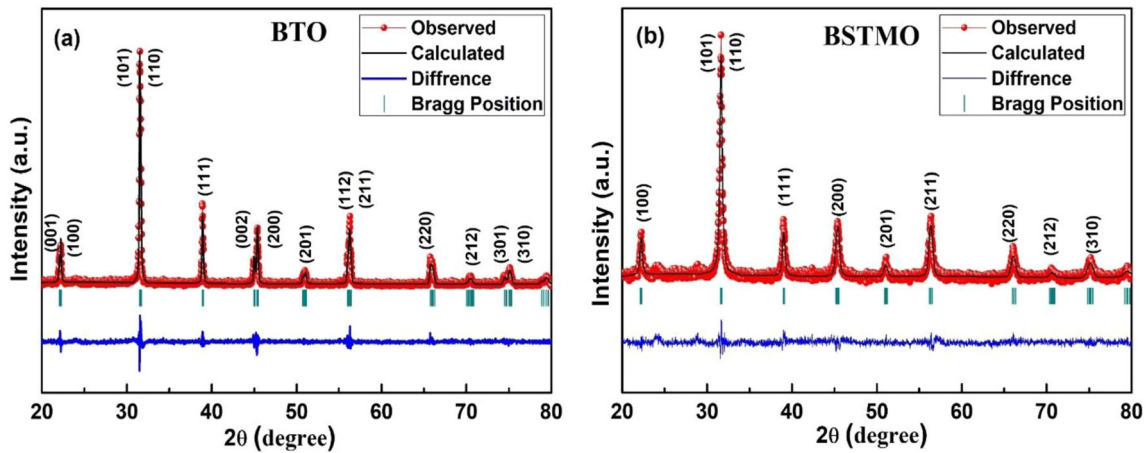 (a)
BTO
Observed
Calculated
Diffrence
Bragg Position
(001)
(100)
(101)
(110)
(111)
(002)
(200)
(201)
(112)
(211)
(220)
(212)
(301)
(310)
Intensity (a.u.)
20 30 40 50 60 70 80
2θ (degree)
(b)
BSTMO
Observed
Calculated
Diffrence
Bragg Position
(100)
(101)
(110)
(111)
(200)
(201)
(211)
(220)
(212)
(310)
Intensity (a.u.)
20 30 40 50 60 70 80
2θ (degree)